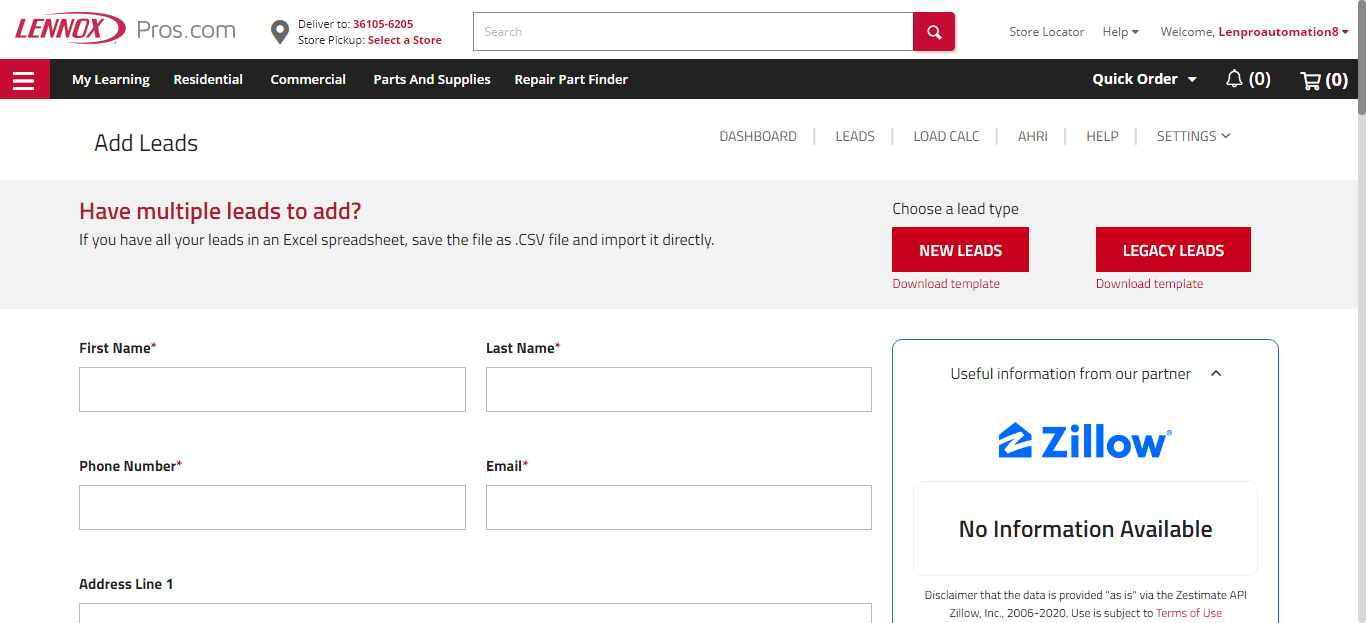 LENNOX Pros.com
Deliver to: 36105-6205
Store Pickup: Select a Store
Search
Store Locator
Help
Welcome, Lenproautomation8
My Learning
Residential
Commercial
Parts And Supplies
Repair Part Finder
Quick Order
(0)
(0)
Add Leads
DASHBOARD
LEADS
LOAD CALC
AHRI
HELP
SETTINGS
Have multiple leads to add?
If you have all your leads in an Excel spreadsheet, save the file as .CSV file and import it directly.
Choose a lead type
NEW LEADS
LEGACY LEADS
Download template
Download template
First Name*
Last Name*
Phone Number*
Email*
Address Line 1
Useful information from our partner
Zillow®
No Information Available
Disclaimer that the data is provided "as is" via the Zestimate API
Zillow, Inc., 2006-2020. Use is subject to Terms of Use